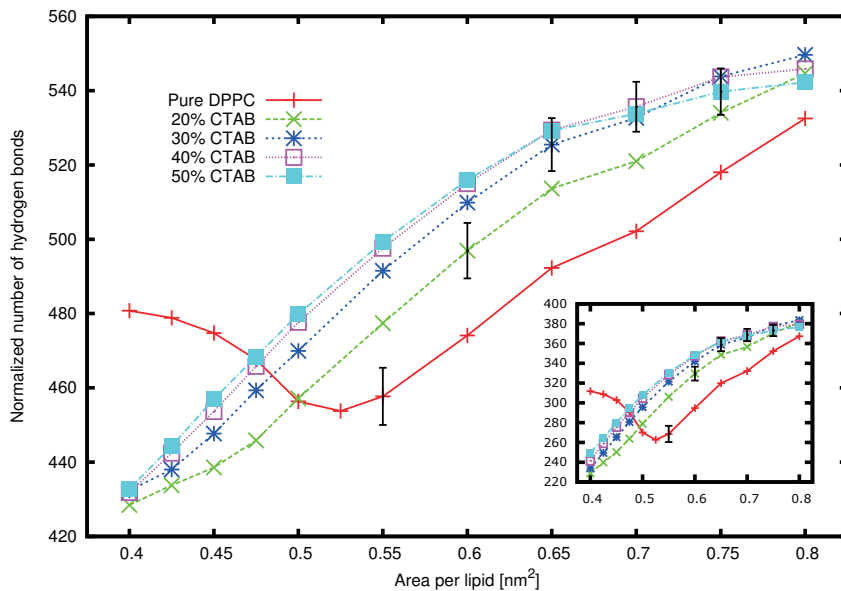 Normalized number of hydrogen bonds
560
540
520
500
480
460
440
420
Pure DPPC
20% CTAB
30% CTAB
40% CTAB
50% CTAB
400
380
360
340
320
300
280
260
240
220
0.4 0.5 0.6 0.7 0.8
0.4 0.45 0.5 0.55 0.6 0.65 0.7 0.75 0.8
Area per lipid [nm²]